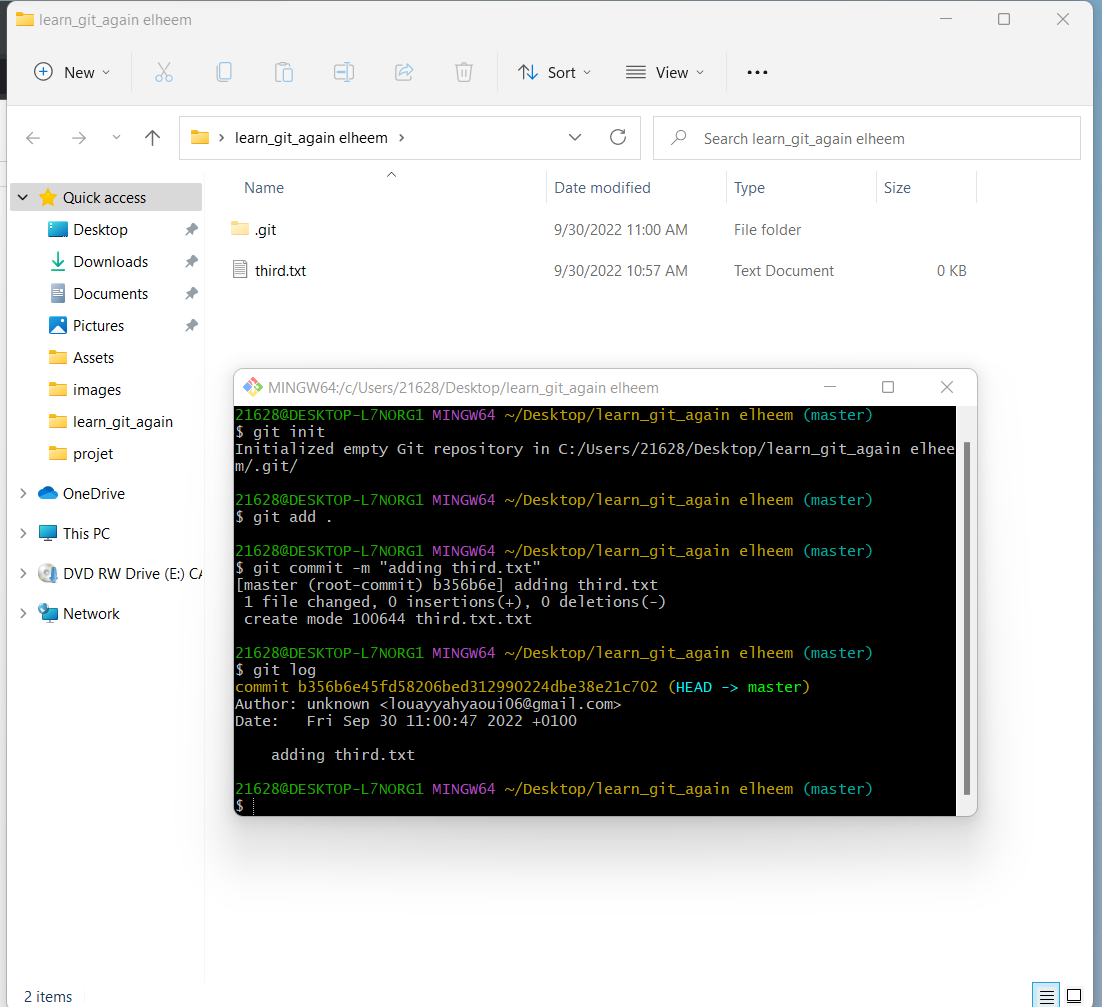 learn_git_again elheem
New
Sort
View
learn_git_again elheem
Search learn_git_again elheem
Name Date modified Type Size
Quick access
Desktop
Downloads
Documents
Pictures
Assets
images
learn_git_again
projet
OneDrive
This PC
DVD RW Drive (E:) CA
Network
.git 9/30/2022 11:00 AM File folder
third.txt 9/30/2022 10:57 AM Text Document 0 KB
MINGW64:/c/Users/21628/Desktop/learn_git_again elheem
21628@DESKTOP-L7NORG1 MINGW64 ~/Desktop/learn_git_again elheem (master)
$ git init
Initialized empty Git repository in C:/Users/21628/Desktop/learn_git_again elhee
m/.git/
21628@DESKTOP-L7NORG1 MINGW64 ~/Desktop/learn_git_again elheem (master)
$ git add .
21628@DESKTOP-L7NORG1 MINGW64 ~/Desktop/learn_git_again elheem (master)
$ git commit -m "adding third.txt"
[master (root-commit) b356b6e] adding third.txt
1 file changed, 0 insertions(+), 0 deletions(-)
create mode 100644 third.txt.txt
21628@DESKTOP-L7NORG1 MINGW64 ~/Desktop/learn_git_again elheem (master)
$ git log
commit b356b6e45fd58206bed312990224dbe38e21c702 (HEAD -> master)
Author: unknown <louayyahyaoui06@gmail.com>
Date:   Fri Sep 30 11:00:47 2022 +0100
adding third.txt
21628@DESKTOP-L7NORG1 MINGW64 ~/Desktop/learn_git_again elheem (master)
$
2 items